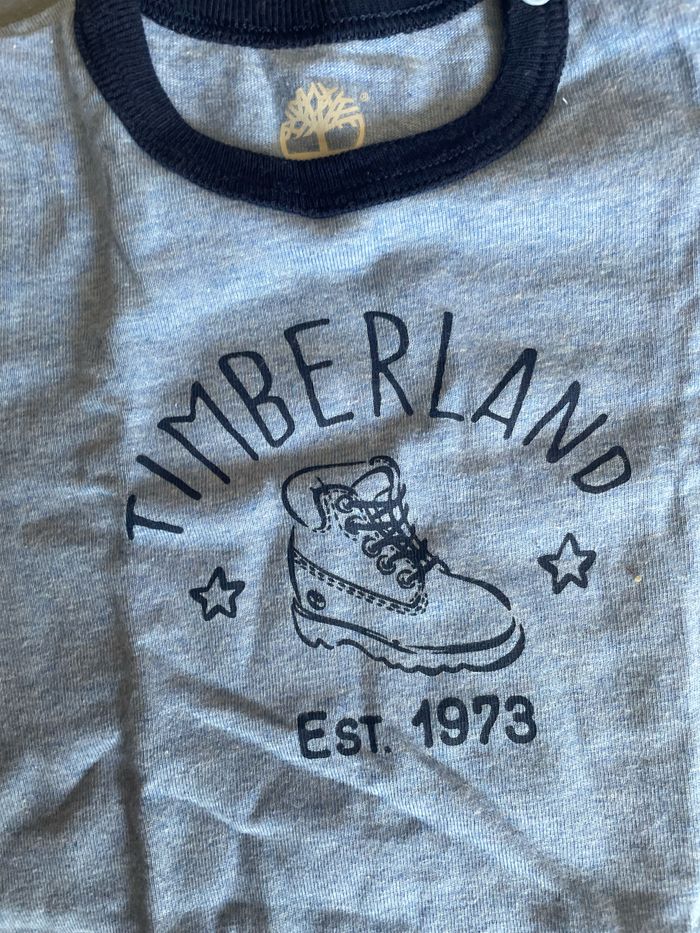 ®
TIMBERLAND
EST. 1973